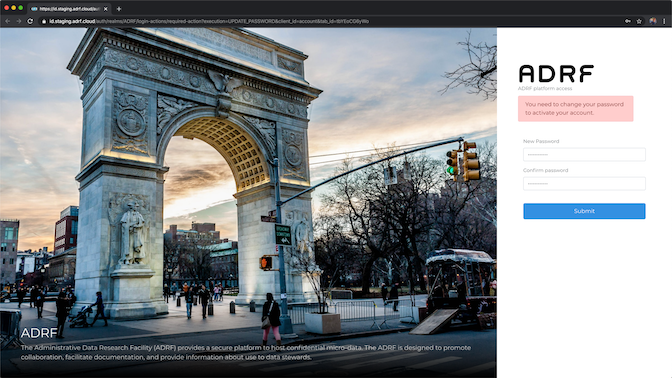 https://id.staging.adrf.cloud/a
id.staging.adrf.cloud/auth/realms/ADRF/login-actions/required-action?execution=UPDATE_PASSWORD&client_id=account&tab_id=
ADRF
ADRF platform access
You need to change your password
to activate your account.
New Password
Confirm password
Submit
ADRF
The Administrative Data Research Facility (ADRF) provides a secure platform to host confidential micro-data. The ADRF is designed to promote
collaboration, facilitate documentation, and provide information about use to data stewards.